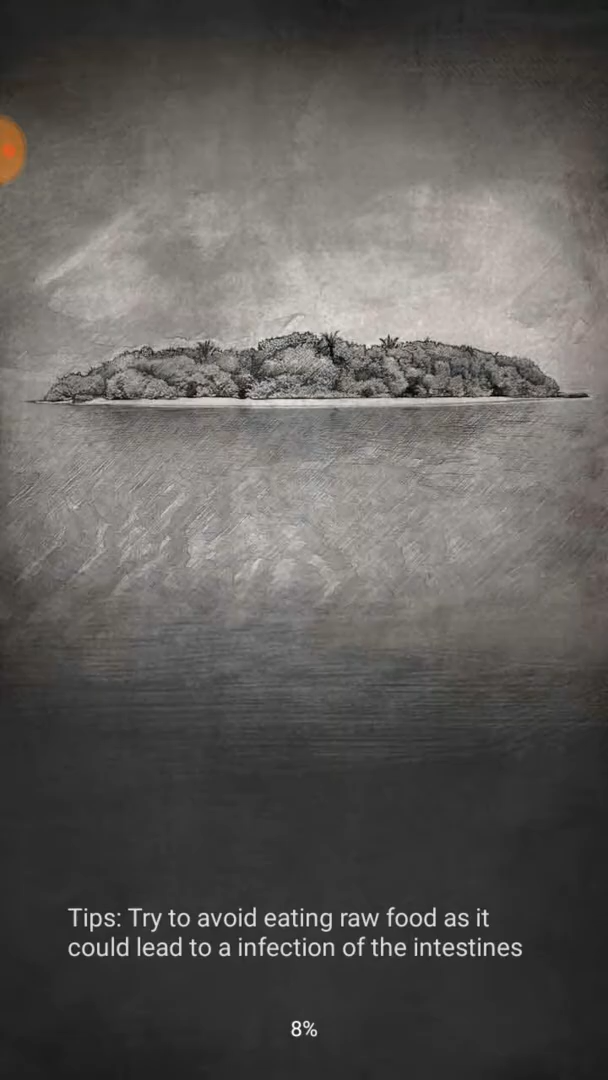 Tips: Try to avoid eating raw food as it
could lead to a infection of the intestines
8%